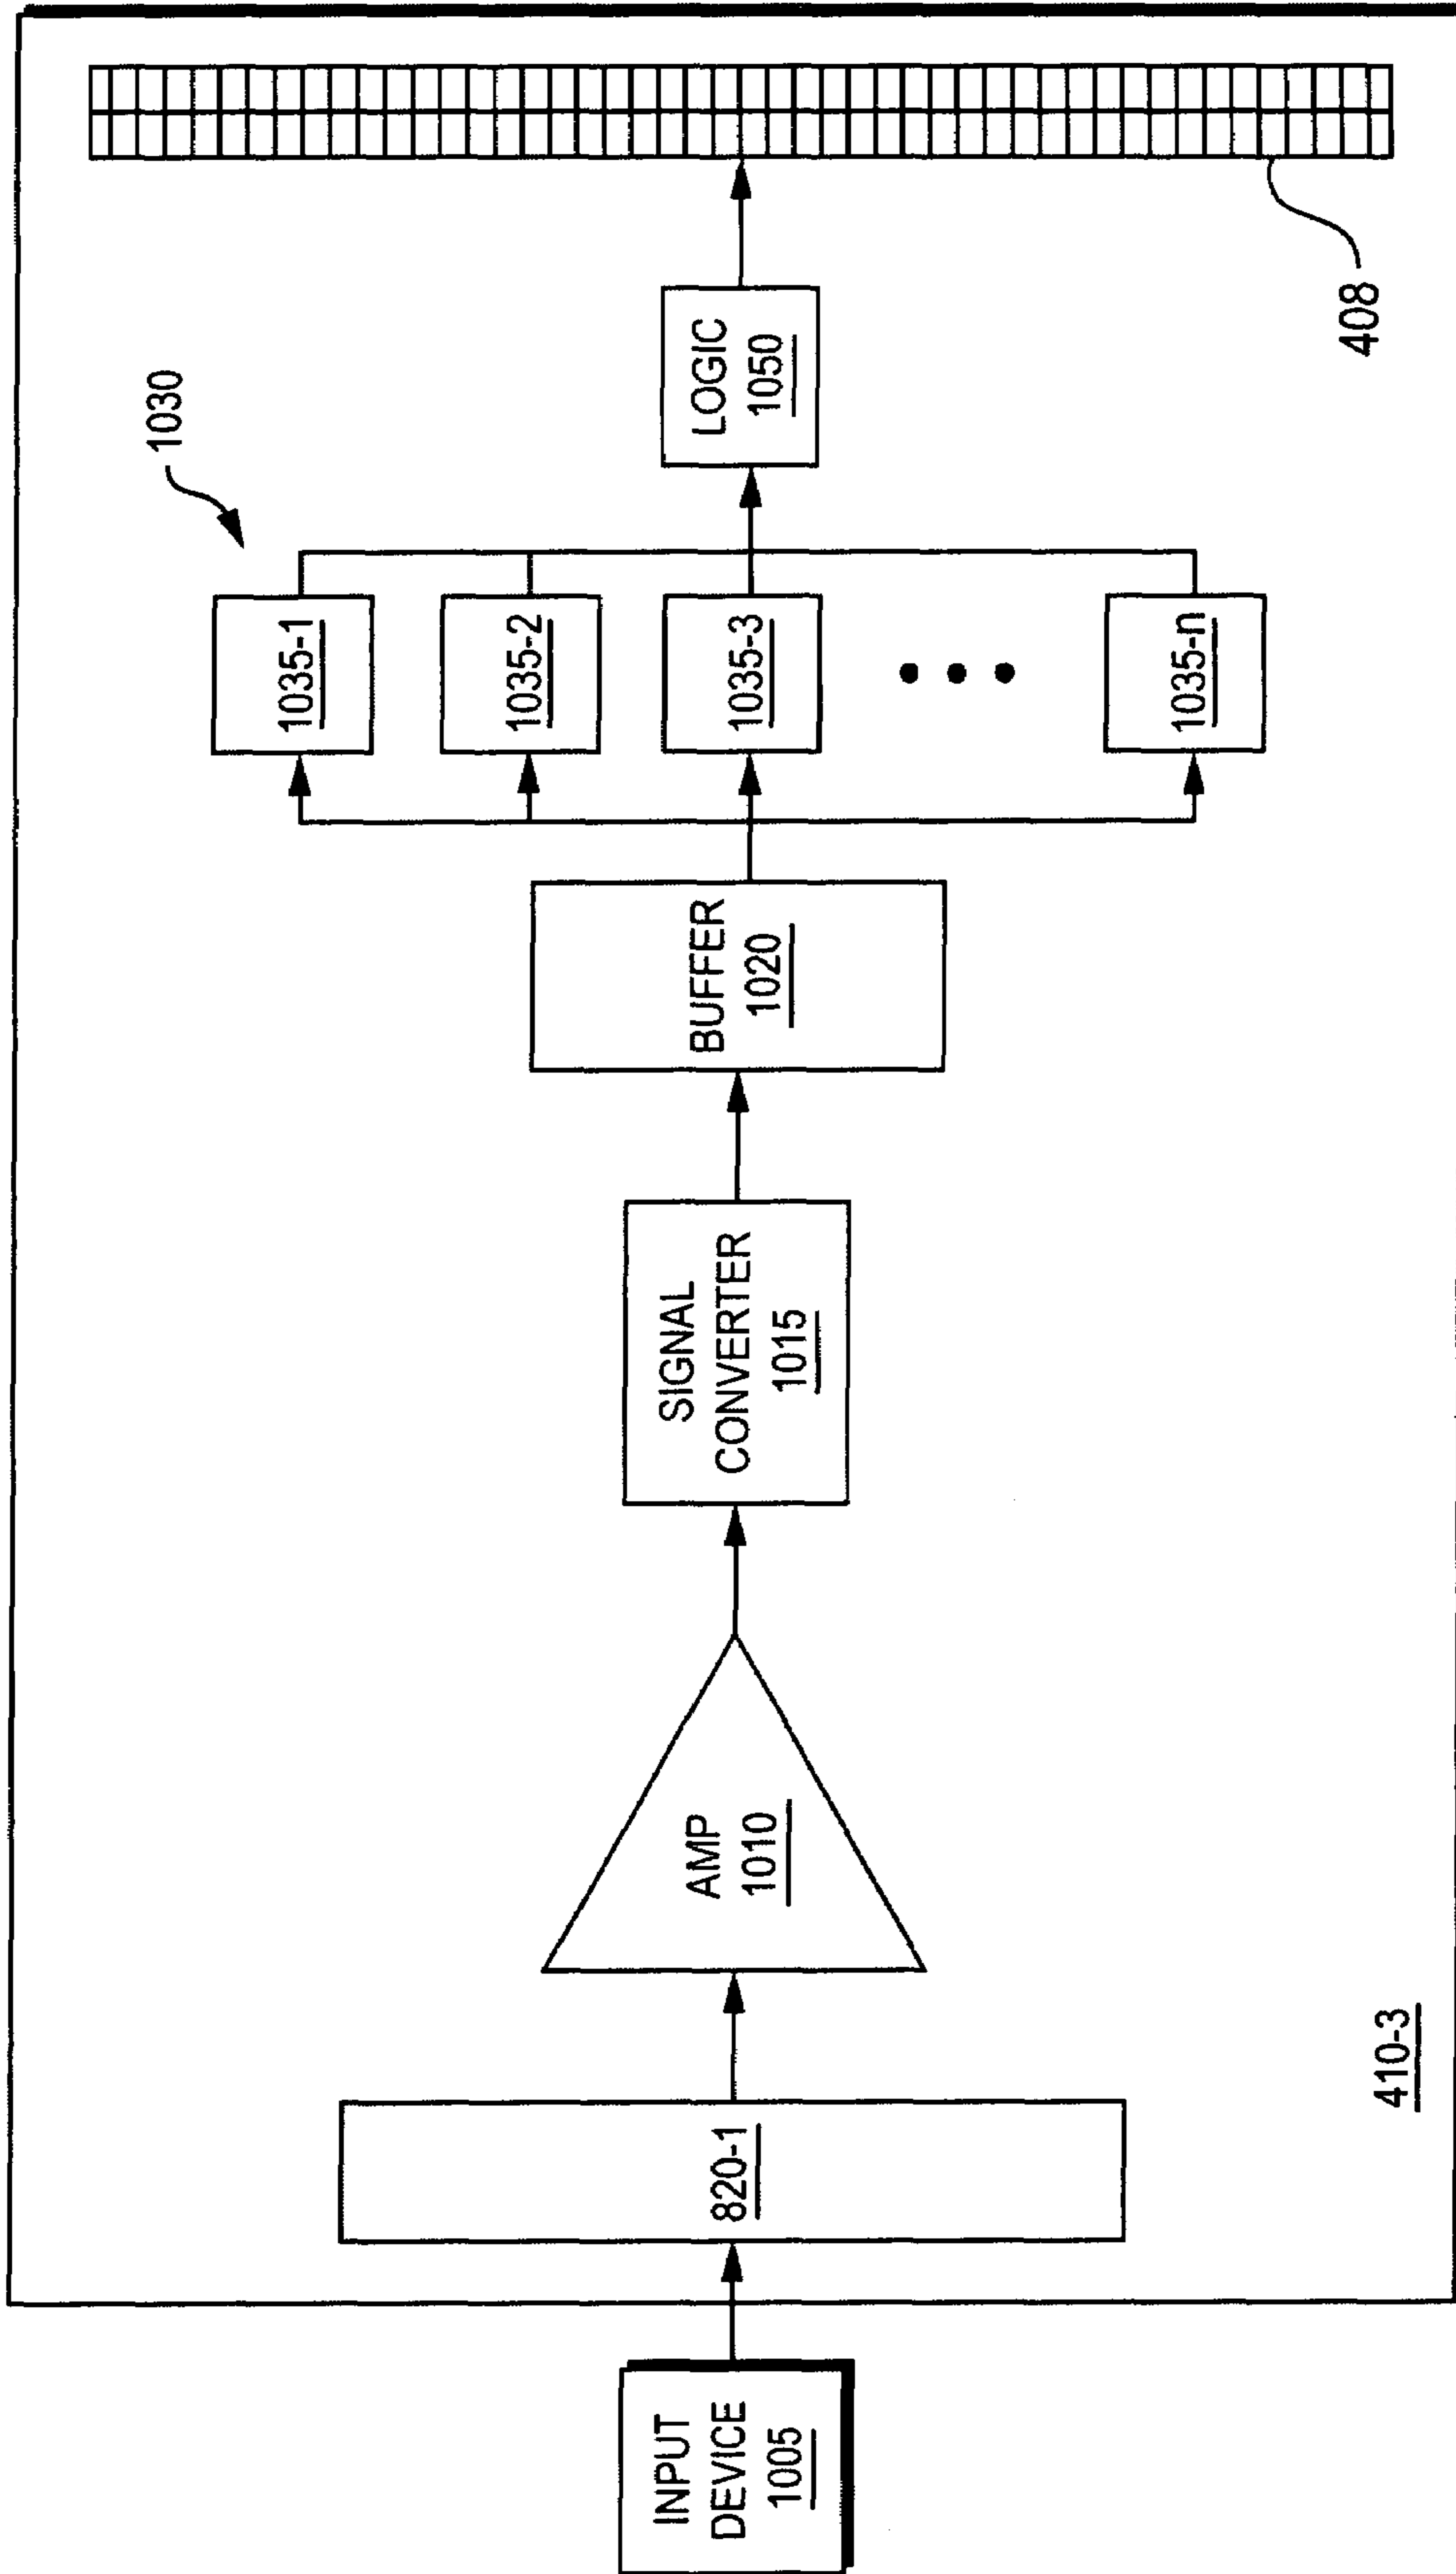 INPUT
DEVICE
1005
820-1
AMP
1010
SIGNAL
CONVERTER
1015
BUFFER
1020
1030
1035-1
1035-2
1035-3
1035-n
LOGIC
1050
408
410-3